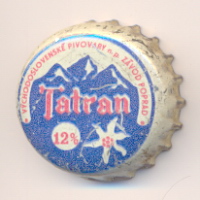 VÝCHODOSLOVENSKÉ PIVOVARY n.p. ZÁVOD POPRAD
Tatran
12%